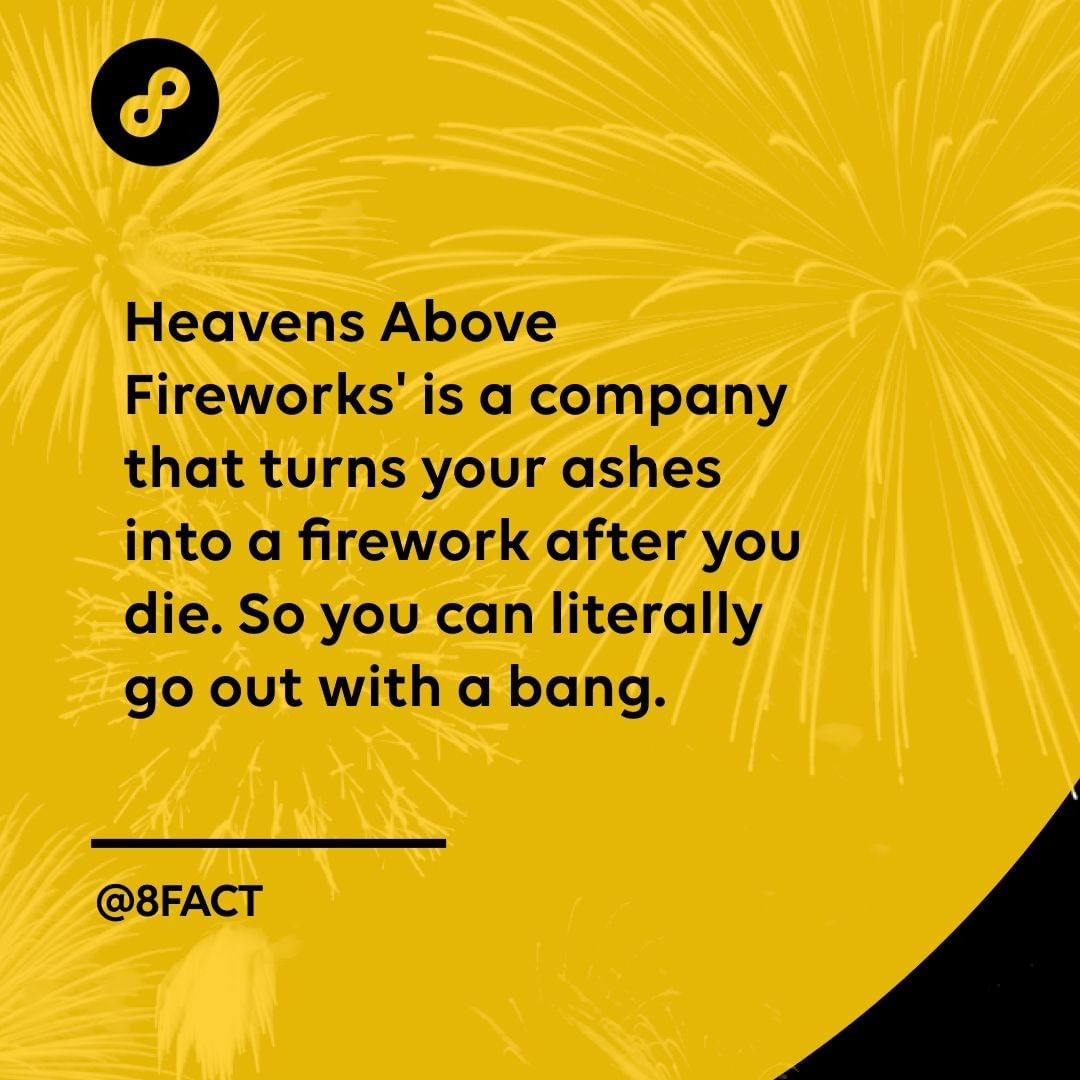 Heavens Above
Fireworks' is a company
that turns your ashes
into a firework after you
die. So you can literally
go out with a bang.
@8FACT